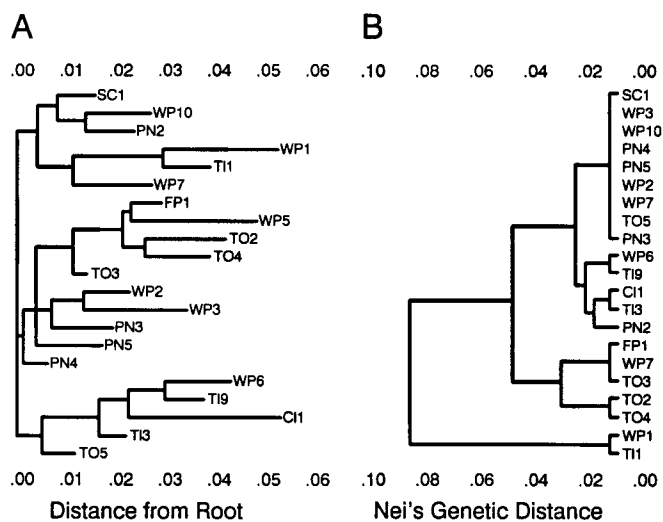 A
.00 .01 .02 .03 .04 .05 .06
SC1
WP10
PN2
WP1
TI1
WP7
FP1
WP5
TO2
TO4
TO3
WP2
WP3
PN3
PN5
PN4
WP6
TI9
CI1
TI3
TO5
.00 .01 .02 .03 .04 .05 .06
Distance from Root
B
.10 .08 .06 .04 .02 .00
SC1
WP3
WP10
PN4
PN5
WP2
WP7
TO5
PN3
WP6
TI9
CI1
TI3
PN2
FP1
WP7
TO3
TO2
TO4
WP1
TI1
.10 .08 .06 .04 .02 .00
Nei's Genetic Distance